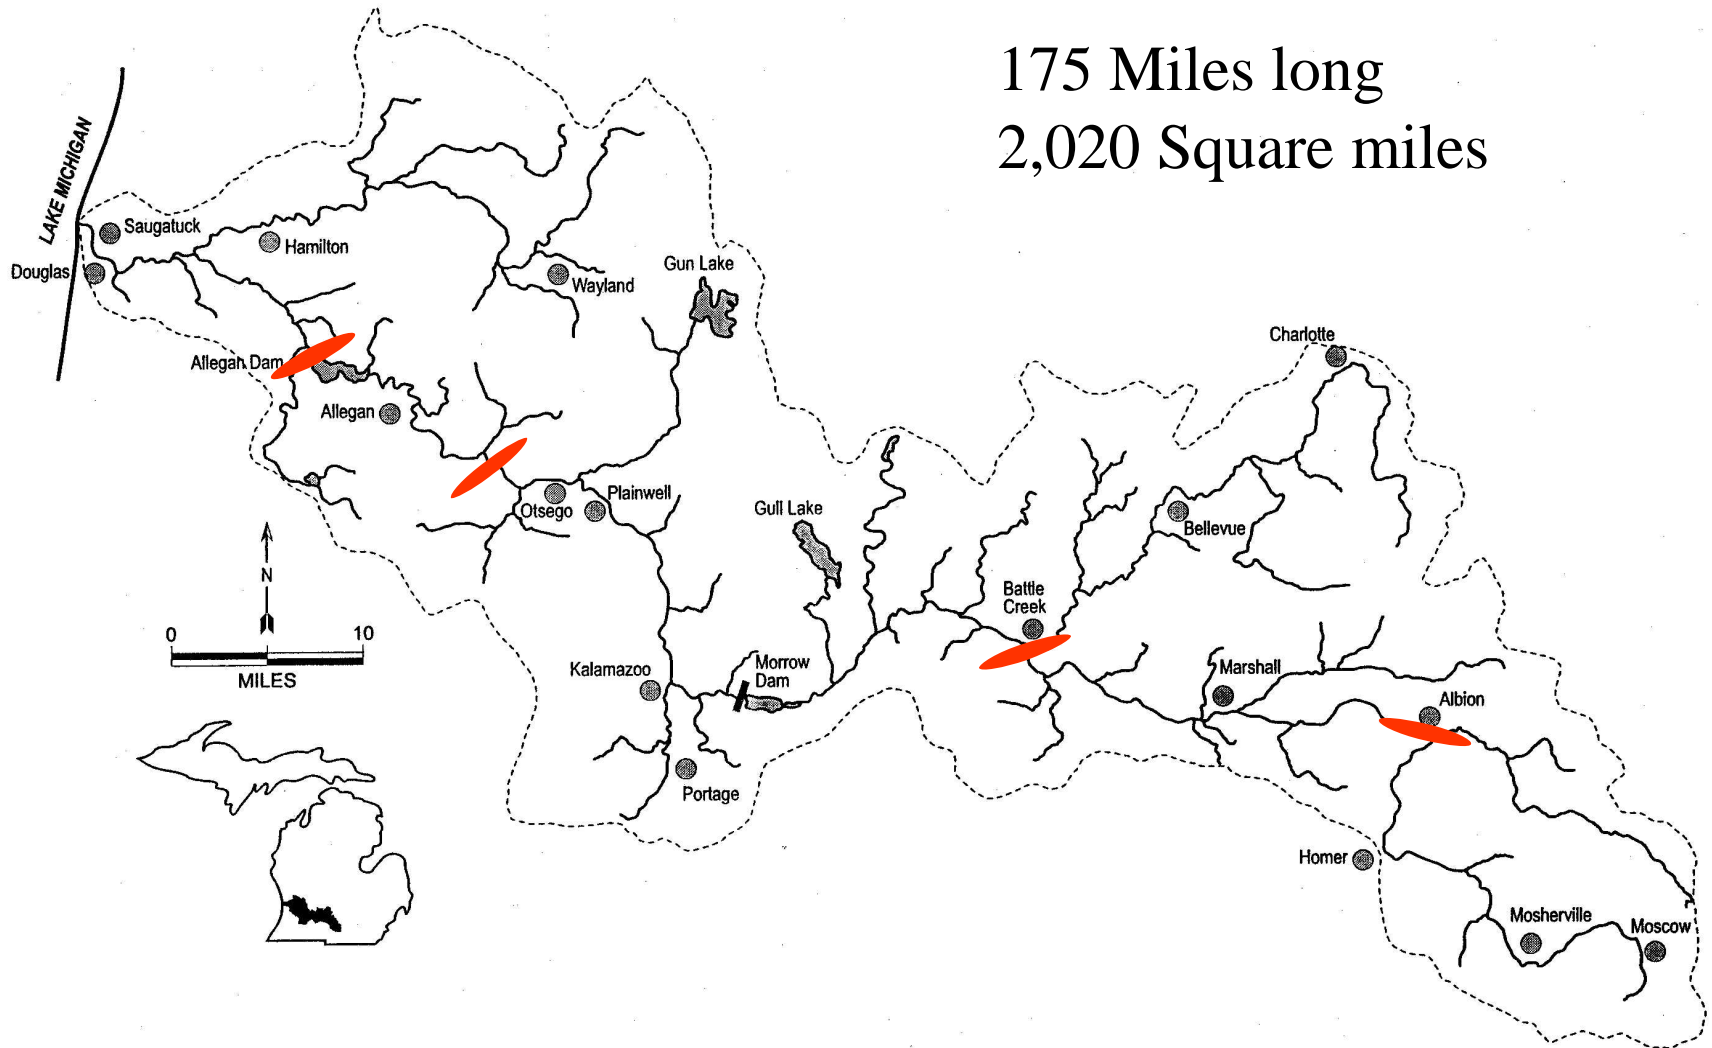 175 Miles long
2,020 Square miles
LAKE MICHIGAN
Saugatuck
Douglas
Hamilton
Wayland
Gun Lake
Allegan Dam
Allegan
Charlotte
Otsego
Plainwell
Gull Lake
Bellevue
N
0 10
MILES
Battle
Creek
Kalamazoo
Morrow
Dam
Marshall
Albion
Portage
Homer
Mosherville
Moscow